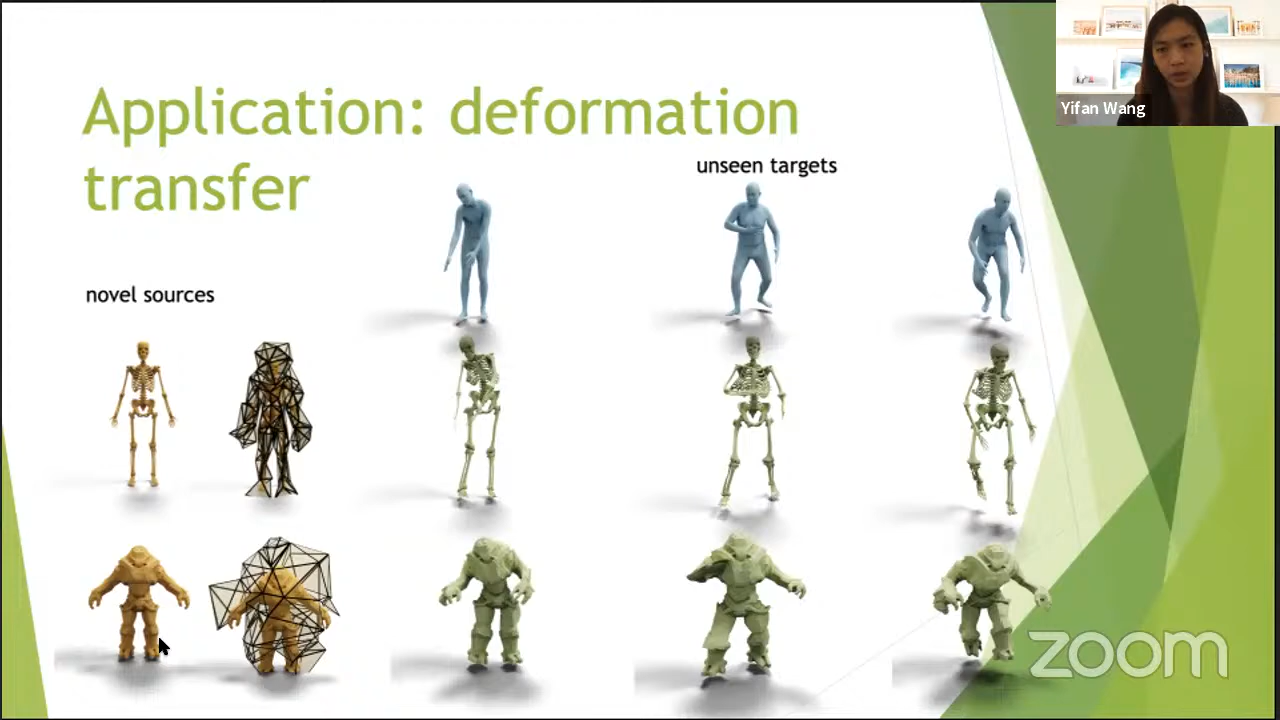 Application: deformation
transfer
unseen targets
novel sources
Yifan Wang
zoom